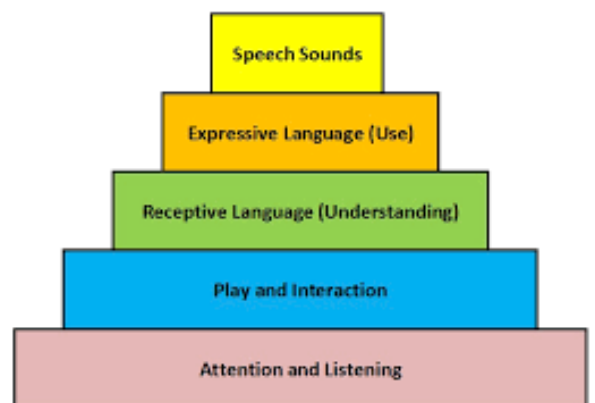 Speech Sounds
Expressive Language (Use)
Receptive Language (Understanding)
Play and Interaction
Attention and Listening